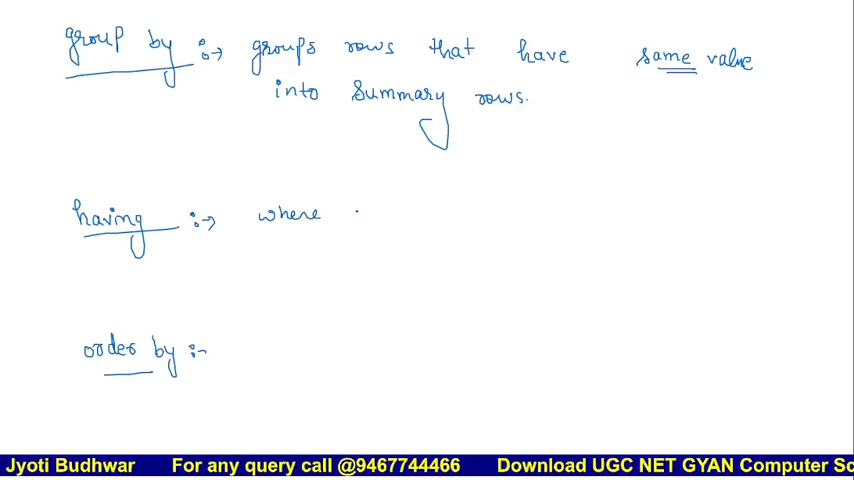 group by :→ groups rows that have same value
into summary rows.
having :→ where
order by :-
Jyoti Budhwar For any query call @9467744466 Download UGC NET GYAN Computer Sc